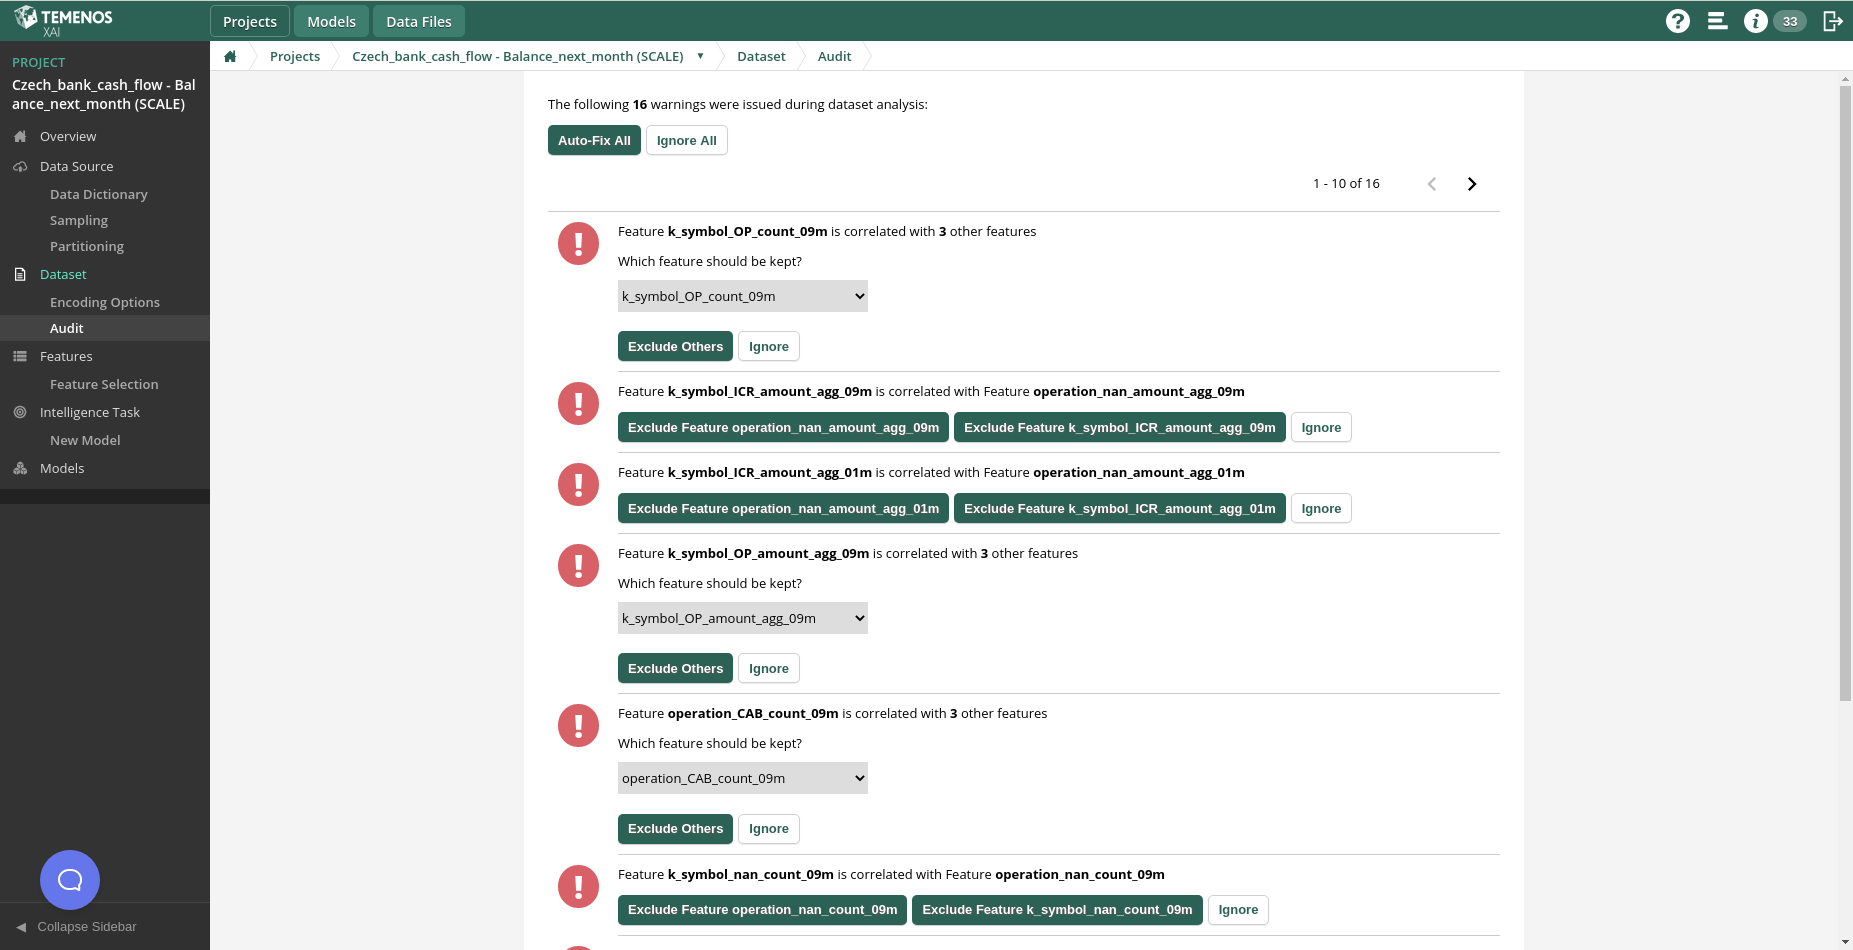 TEMENOS
XAI
Projects
Models
Data Files
?
i
33
PROJECT
Czech_bank_cash_flow - Bal
ance_next_month (SCALE)
Overview
Data Source
Data Dictionary
Sampling
Partitioning
Dataset
Encoding Options
Audit
Features
Feature Selection
Intelligence Task
New Model
Models
Collapse Sidebar
Projects
Czech_bank_cash_flow - Balance_next_month (SCALE)
Dataset
Audit
The following 16 warnings were issued during dataset analysis:
Auto-Fix All
Ignore All
1 - 10 of 16
Feature k_symbol_OP_count_09m is correlated with 3 other features
Which feature should be kept?
k_symbol_OP_count_09m
Exclude Others
Ignore
Feature k_symbol_ICR_amount_agg_09m is correlated with Feature operation_nan_amount_agg_09m
Exclude Feature operation_nan_amount_agg_09m
Exclude Feature k_symbol_ICR_amount_agg_09m
Ignore
Feature k_symbol_ICR_amount_agg_01m is correlated with Feature operation_nan_amount_agg_01m
Exclude Feature operation_nan_amount_agg_01m
Exclude Feature k_symbol_ICR_amount_agg_01m
Ignore
Feature k_symbol_OP_amount_agg_09m is correlated with 3 other features
Which feature should be kept?
k_symbol_OP_amount_agg_09m
Exclude Others
Ignore
Feature operation_CAB_count_09m is correlated with 3 other features
Which feature should be kept?
operation_CAB_count_09m
Exclude Others
Ignore
Feature k_symbol_nan_count_09m is correlated with Feature operation_nan_count_09m
Exclude Feature operation_nan_count_09m
Exclude Feature k_symbol_nan_count_09m
Ignore